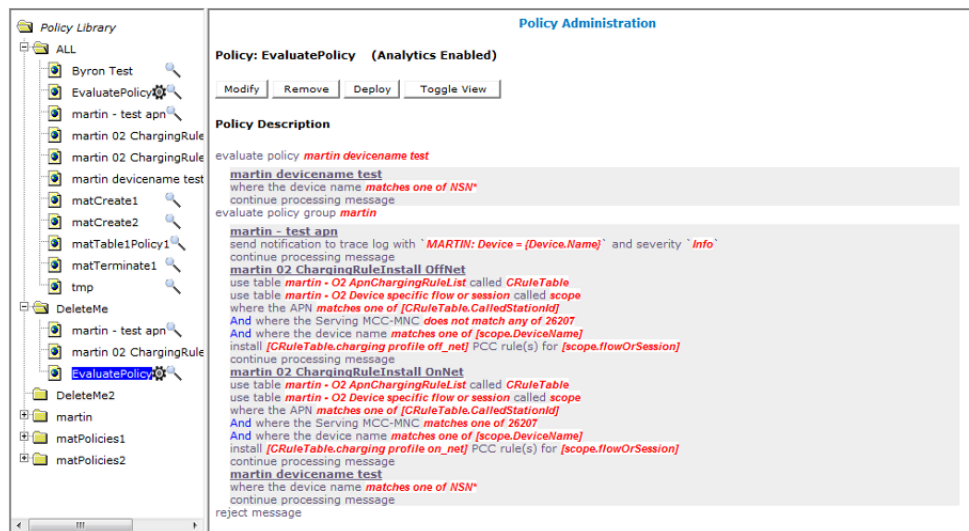 Policy Library
ALL
Byron Test
EvaluatePolicy
martin - test apn
martin 02 ChargingRule
martin 02 ChargingRule
martin devicename test
matCreate1
matCreate2
matTable1Policy1
matTerminate1
tmp
DeleteMe
martin - test apn
martin 02 ChargingRule
EvaluatePolicy
DeleteMe2
martin
matPolicies1
matPolicies2
Policy Administration
Policy: EvaluatePolicy (Analytics Enabled)
Modify Remove Deploy Toggle View
Policy Description
evaluate policy martin devicename test
martin devicename test
where the device name matches one of NSN*
continue processing message
evaluate policy group martin
martin - test apn
send notification to trace log with `MARTIN: Device = {Device.Name}` and severity `Info`
continue processing message
martin 02 ChargingRuleInstall OffNet
use table martin - O2 ApnChargingRuleList called CRuleTable
use table martin - O2 Device specific flow or session called scope
where the APN matches one of [CRuleTable.CalledStationId]
And where the Serving MCC-MNC does not match any of 26207
And where the device name matches one of [scope.DeviceName]
install [CRuleTable.charging profile off_net] PCC rule(s) for [scope.flowOrSession]
continue processing message
martin 02 ChargingRuleInstall OnNet
use table martin - O2 ApnChargingRuleList called CRuleTable
use table martin - O2 Device specific flow or session called scope
where the APN matches one of [CRuleTable.CalledStationId]
And where the Serving MCC-MNC matches one of 26207
And where the device name matches one of [scope.DeviceName]
install [CRuleTable.charging profile on_net] PCC rule(s) for [scope.flowOrSession]
continue processing message
martin devicename test
where the device name matches one of NSN*
continue processing message
reject message